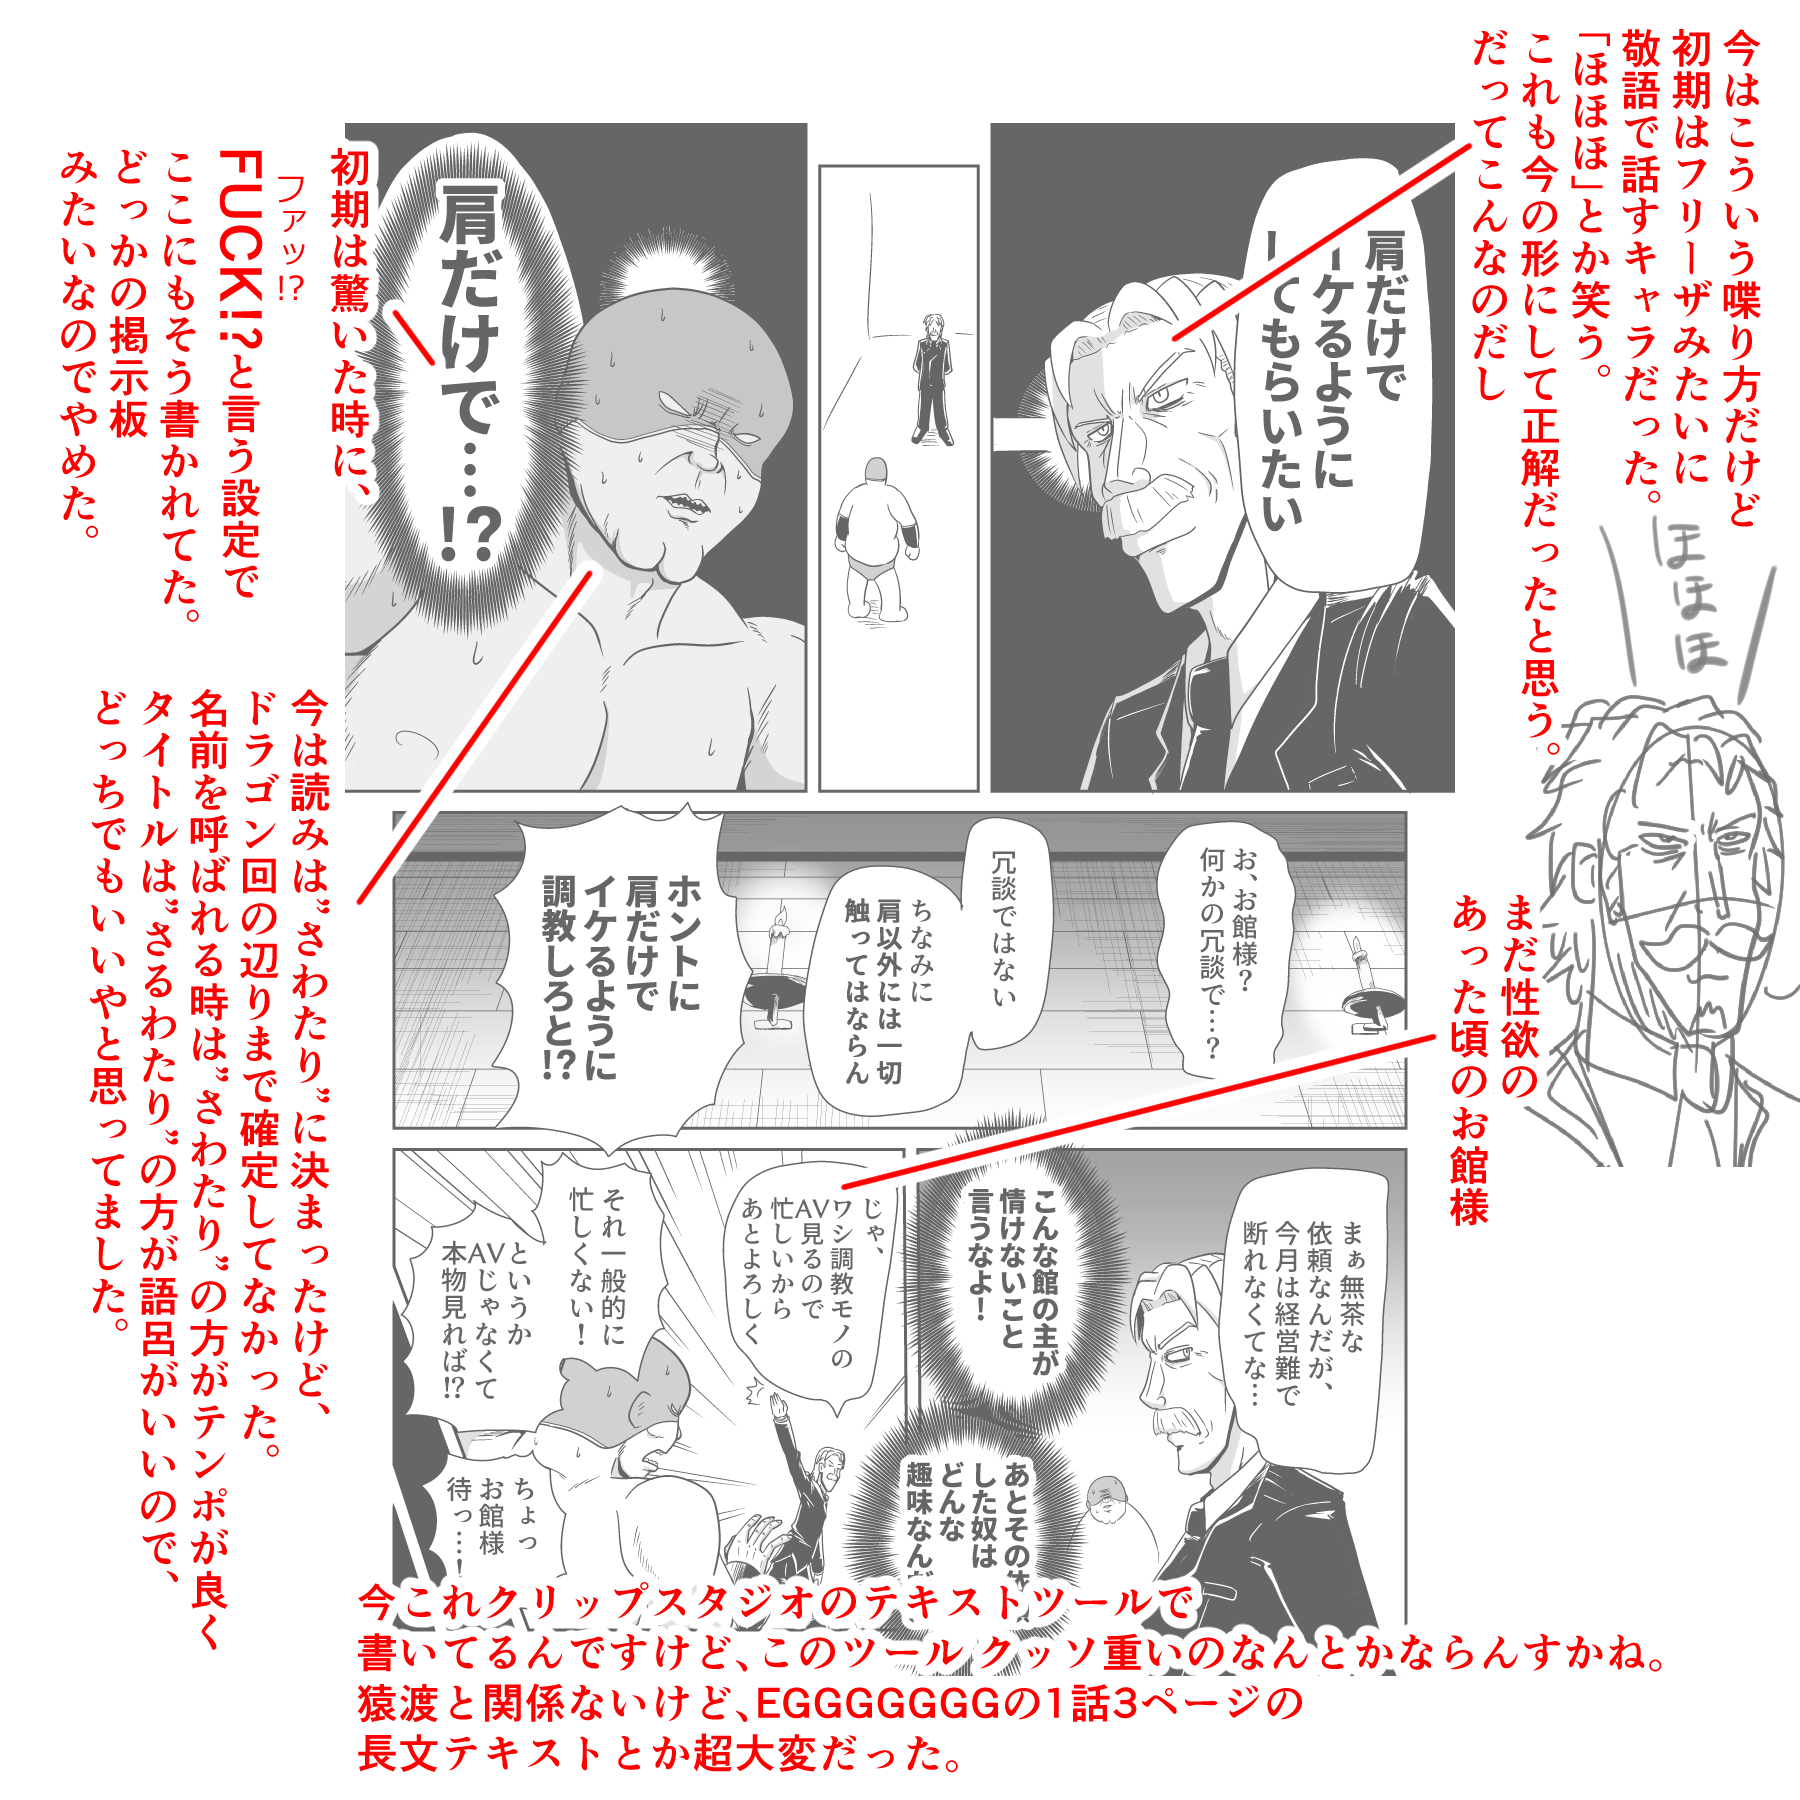 今はこういう喋り方だけど
初期はフリーザみたいに
敬語で話すキャラだった。
「ほほほ」とか笑う。
これも今の形にして正解だったと思う。
だってこんなのだし
ほほほ
まだ性欲の
あった頃のお館様
肩だけで
イケるように
してもらいたい
肩だけで…!?
初期は驚いた時に、
ファッ!?
FUCK!?と言う設定で
ここにもそう書かれてた。
どっかの掲示板
みたいなのでやめた。
お、お館様?
何かの冗談で…?
冗談ではない
ちなみに
肩以外には一切
触ってはならん
ホントに
肩だけで
イケるように
調教しろと!?
今は読みは”さわたり”に決まったけど、
ドラゴン回の辺りまで確定してなかった。
名前を呼ばれる時は”さわたり”の方がテンポが良く
タイトルは”さるわたり”の方が語呂がいいので、
どっちでもいいやと思ってました。
まぁ無茶な
依頼なんだが、
今月は経営難で
断れなくてな…
こんな館の主が
情けないこと
言うなよ!
あとその
した奴は
どんな
趣味なん
じゃ、
ワシ調教モノの
AV見るので
忙しいから
あとよろしく
それ一般的に
忙しくない!
というか
AVじゃなくて
本物見れば!?
ちょっ
お館様
待っ…!
今これクリップスタジオのテキストツールで
書いてるんですけど、このツール クッソ重いのなんとかならんすかね。
猿渡と関係ないけど、EGGGGGGGの1話3ページの
長文テキストとか超大変だった。